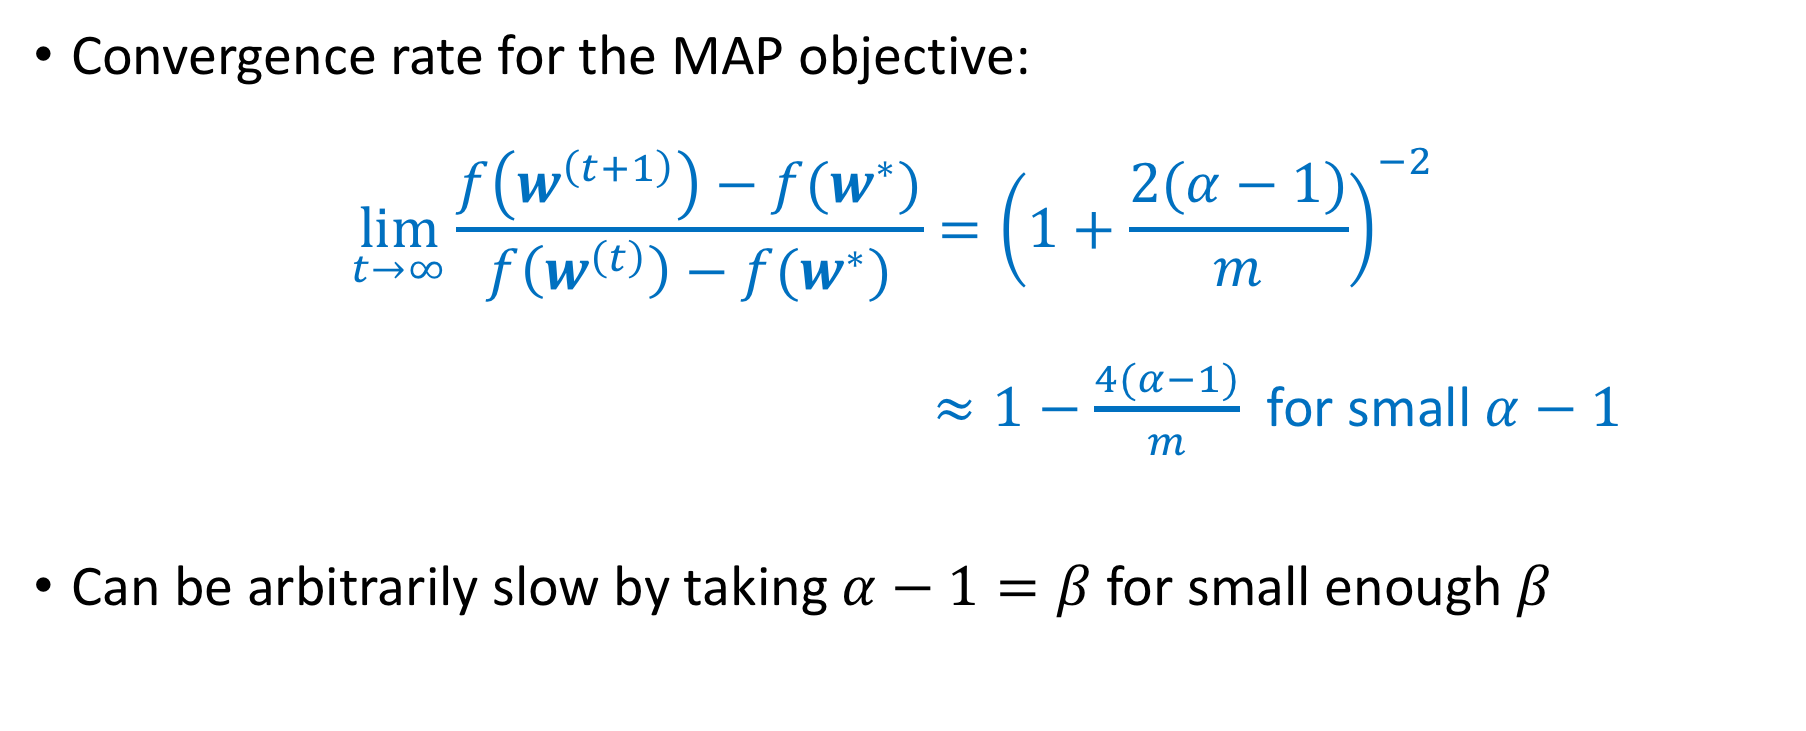 • Convergence rate for the MAP objective:
lim_{t→∞} (f(w^{(t+1)}) − f(w*)) / (f(w^{(t)}) − f(w*)) = (1 + 2(α − 1)/m)^{−2}
≈ 1 − 4(α−1)/m for small α − 1
• Can be arbitrarily slow by taking α − 1 = β for small enough β